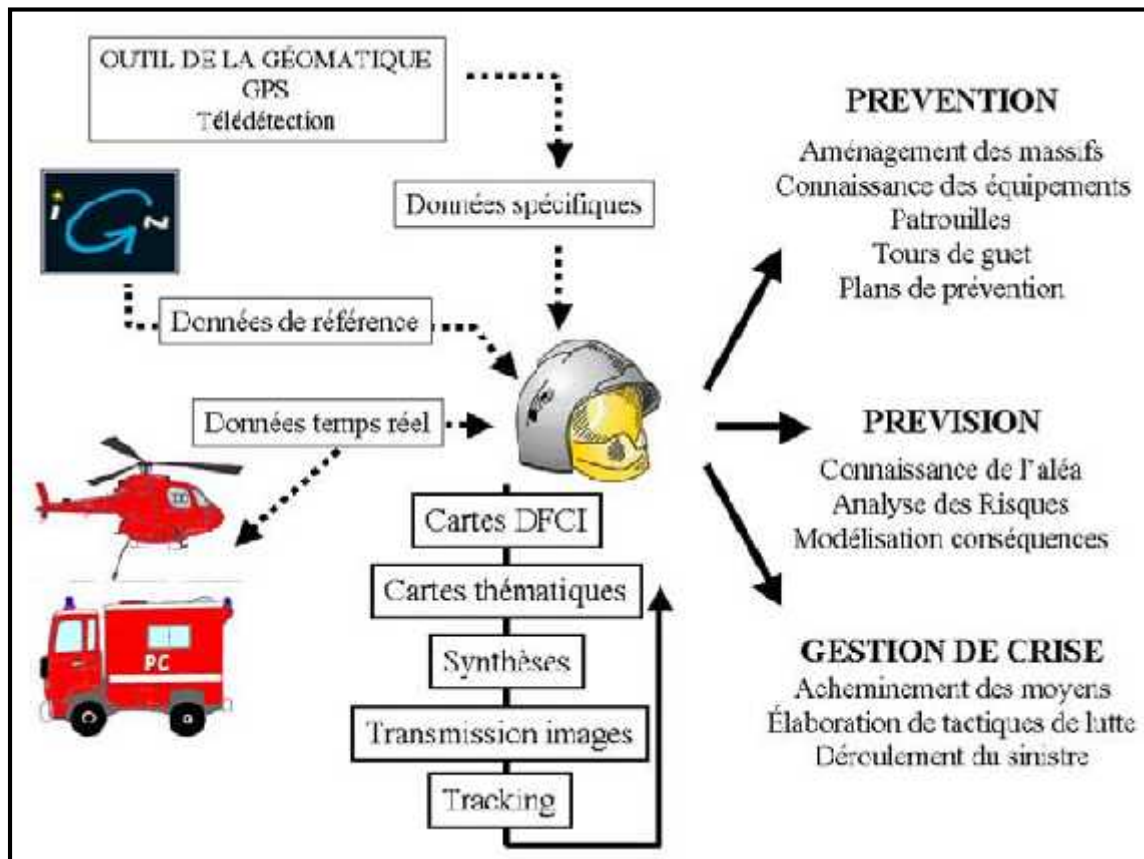 OUTIL DE LA GÉOMATIQUE
GPS
Télédétection
iGN
Données spécifiques
Données de référence
Données temps réel
PC
Cartes DFCI
Cartes thématiques
Synthèses
Transmission images
Tracking
PREVENTION
Aménagement des massifs
Connaissance des équipements
Patrouilles
Tours de guet
Plans de prévention
PREVISION
Connaissance de l'aléa
Analyse des Risques
Modélisation conséquences
GESTION DE CRISE
Acheminement des moyens
Élaboration de tactiques de lutte
Déroulement du sinistre